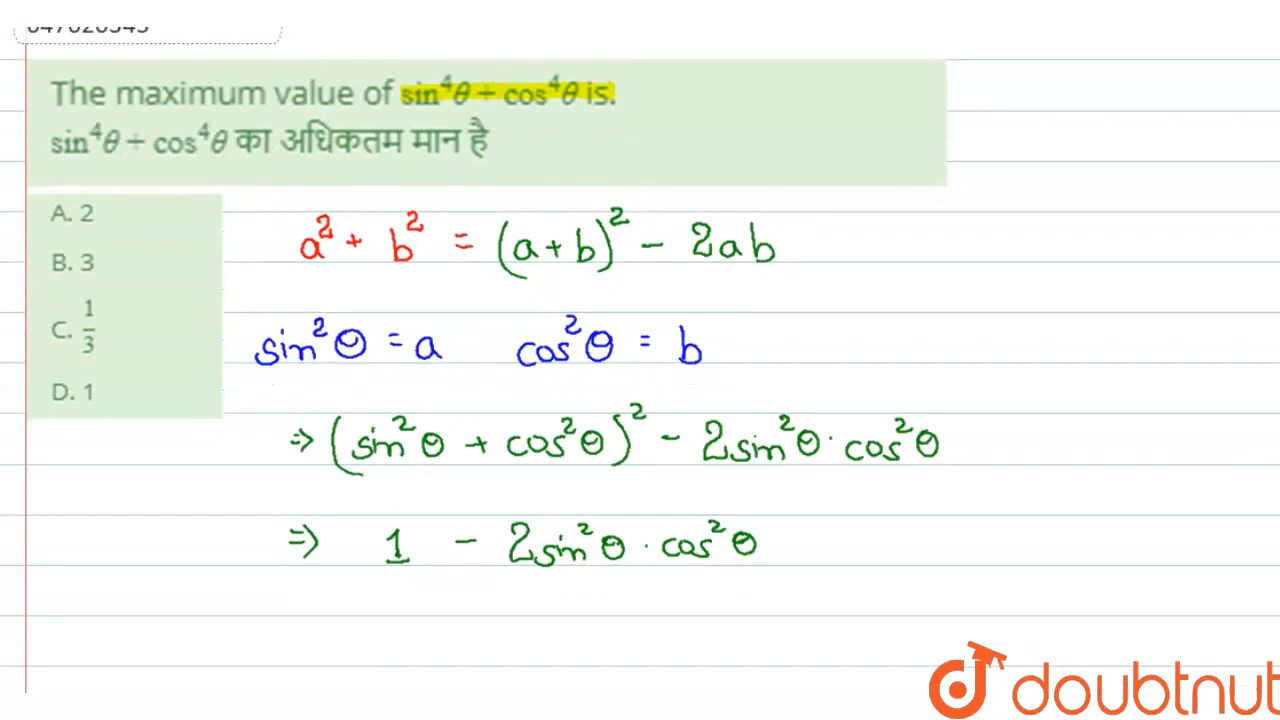 The maximum value of sin⁴θ + cos⁴θ is.
sin⁴θ + cos⁴θ का अधिकतम मान है
A. 2
B. 3
C. 1/3
D. 1
a² + b² = (a+b)² - 2ab
sin²θ = a cos²θ = b
⇒ (sin²θ + cos²θ)² - 2sin²θ · cos²θ
⇒ 1 - 2sin²θ · cos²θ
doubtnut